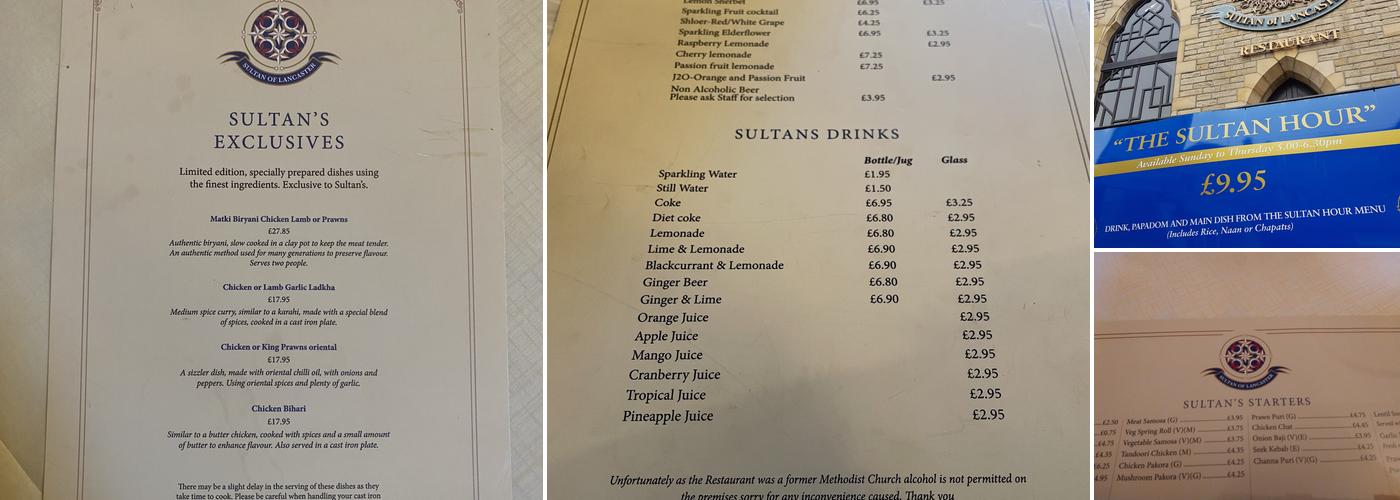 SULTAN OF LANCASTER
SULTAN'S
EXCLUSIVES
Limited edition, specially prepared dishes using
the finest ingredients. Exclusive to Sultan's.
Matki Biryani Chicken Lamb or Prawns
£27.85
Authentic biryani, slow cooked in a clay pot to keep the meat tender.
An authentic method used for many generations to preserve flavour.
Serves two people.
Chicken or Lamb Garlic Ladkha
£17.95
Medium spice curry, similar to a karahi, made with a special blend
of spices, cooked in a cast iron plate.
Chicken or King Prawns oriental
£17.95
A sizzler dish, made with oriental chilli oil, with onions and
peppers. Using oriental spices and plenty of garlic.
Chicken Bihari
£17.95
Similar to a butter chicken, cooked with spices and a small amount
of butter to enhance flavour. Also served in a cast iron plate.
There may be a slight delay in the serving of these dishes as they
take time to cook. Please be careful when handling your cast iron
Lemon Sherbet £6.95 £3.25
Sparkling Fruit cocktail £6.25
Shloer-Red/White Grape £4.25
Sparkling Elderflower £6.95 £3.25
Raspberry Lemonade £2.95
Cherry lemonade £7.25
Passion fruit lemonade £7.25
J2O-Orange and Passion Fruit £2.95
Non Alcoholic Beer
Please ask Staff for selection £3.95
SULTANS DRINKS
Bottle/Jug Glass
Sparkling Water £1.95
Still Water £1.50
Coke £6.95 £3.25
Diet coke £6.80 £2.95
Lemonade £6.80 £2.95
Lime & Lemonade £6.90 £2.95
Blackcurrant & Lemonade £6.90 £2.95
Ginger Beer £6.80 £2.95
Ginger & Lime £6.90 £2.95
Orange Juice £2.95
Apple Juice £2.95
Mango Juice £2.95
Cranberry Juice £2.95
Tropical Juice £2.95
Pineapple Juice £2.95
Unfortunately as the Restaurant was a former Methodist Church alcohol is not permitted on
the premises sorry for any inconvenience caused. Thank you
SULTAN OF LANCASTER
RESTAURANT
"THE SULTAN HOUR"
Available Sunday to Thursday 5.00-6.30pm
£9.95
DRINK, PAPADOM AND MAIN DISH FROM THE SULTAN HOUR MENU
(Includes Rice, Naan or Chapatis)
SULTAN OF LANCASTER
SULTAN'S STARTERS
£2.50 Meat Samosa (G) £3.95 Prawn Puri (G) £4.75
£0.75 Veg Spring Roll (V)(M) £3.75 Chicken Chat £4.45
£4.75 Vegetable Samosa (V)(M) £3.75 Onion Baji (V)(E) £3.95
£4.35 Tandoori Chicken (M) £4.35 Seek Kebab (E) £4.25
Chicken Pakora (G) £4.25 Channa Puri (V)(G) £4.25
Mushroom Pakora (V)(M) £4.25